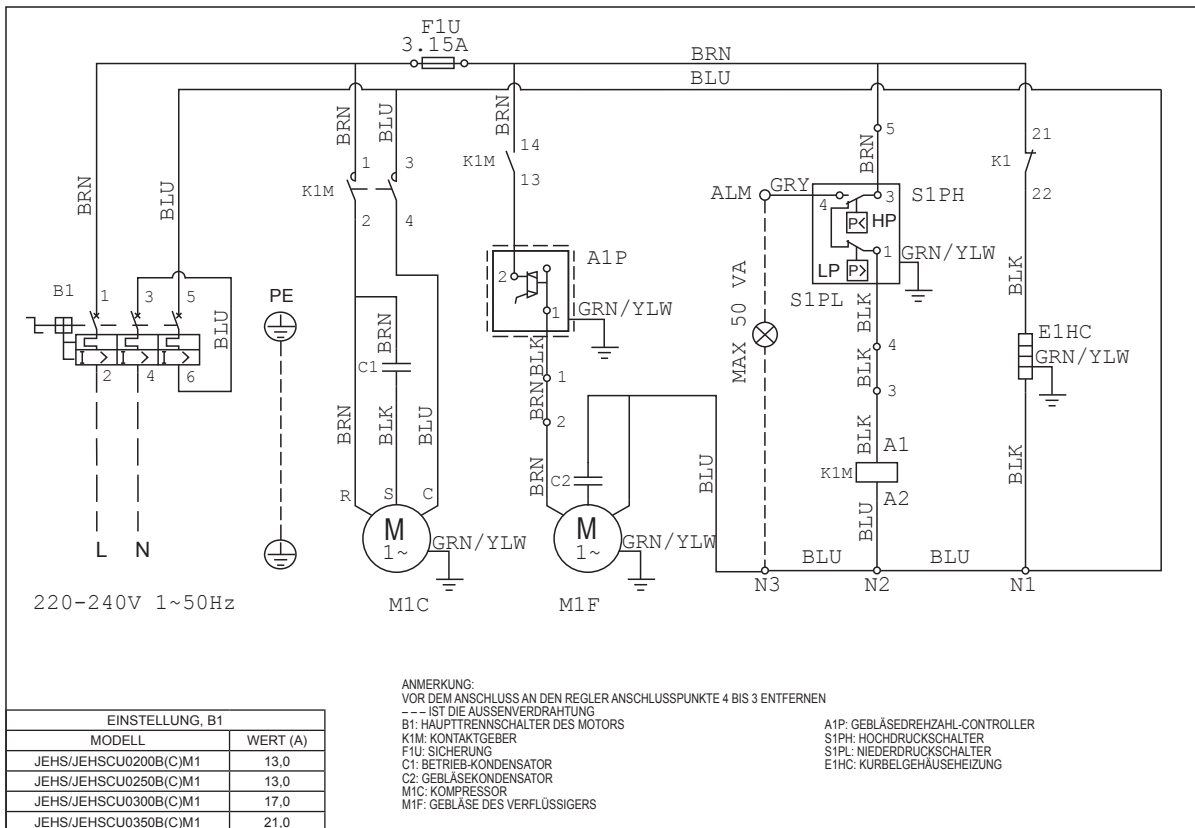 F1U
3.15A
BRN
BLU
BRN
BLU
BRN
BLU
BRN
K1M
14
13
1
3
K1M
2
4
5
BRN
ALM
GRY
4
3
S1PH
P<
HP
1
GRN/YLW
LP
P>
S1PL
21
K1
22
BLK
B1
1
3
5
2
4
6
BLU
PE
2
A1P
1
GRN/YLW
BLK
1
BRN
2
BRN
C1
BRN
BRN
BLK
BLU
MAX 50 VA
BLK
4
BLK
3
BLK
A1
K1M
A2
BLU
E1HC
GRN/YLW
BLK
C2
BLU
R
S
C
M
1~
GRN/YLW
M1C
M
1~
GRN/YLW
M1F
L
N
220-240V 1~50Hz
BLU
BLU
N3
N2
N1
EINSTELLUNG, B1
MODELL WERT (A)
JEHS/JEHSCU0200B(C)M1 13,0
JEHS/JEHSCU0250B(C)M1 13,0
JEHS/JEHSCU0300B(C)M1 17,0
JEHS/JEHSCU0350B(C)M1 21,0
ANMERKUNG:
VOR DEM ANSCHLUSS AN DEN REGLER ANSCHLUSSPUNKTE 4 BIS 3 ENTFERNEN
--- IST DIE AUSSENVERDRAHTUNG
B1: HAUPTTRENNSCHALTER DES MOTORS
K1M: KONTAKTGEBER
F1U: SICHERUNG
C1: BETRIEB-KONDENSATOR
C2: GEBLÄSEKONDENSATOR
M1C: KOMPRESSOR
M1F: GEBLÄSE DES VERFLÜSSIGERS
A1P: GEBLÄSEDREHZAHL-CONTROLLER
S1PH: HOCHDRUCKSCHALTER
S1PL: NIEDERDRUCKSCHALTER
E1HC: KURBELGEHÄUSEHEIZUNG